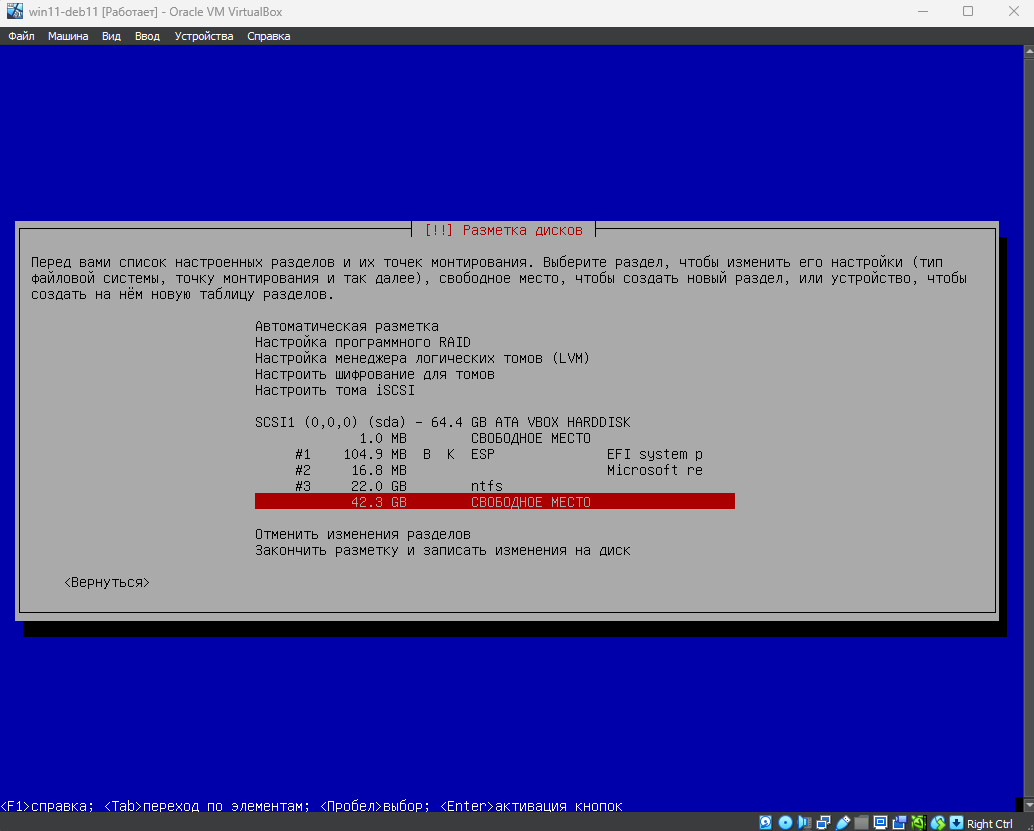 win11-deb11 [Работает] - Oracle VM VirtualBox
Файл Машина Вид Ввод Устройства Справка
[!!] Разметка дисков
Перед вами список настроенных разделов и их точек монтирования. Выберите раздел, чтобы изменить его настройки (тип
файловой системы, точку монтирования и так далее), свободное место, чтобы создать новый раздел, или устройство, чтобы
создать на нём новую таблицу разделов.
Автоматическая разметка
Настройка программного RAID
Настройка менеджера логических томов (LVM)
Настроить шифрование для томов
Настроить тома iSCSI
SCSI1 (0,0,0) (sda) - 64.4 GB ATA VBOX HARDDISK
1.0 MB СВОБОДНОЕ МЕСТО
#1 104.9 MB B K ESP EFI system p
#2 16.8 MB Microsoft re
#3 22.0 GB ntfs
42.3 GB СВОБОДНОЕ МЕСТО
Отменить изменения разделов
Закончить разметку и записать изменения на диск
<Вернуться>
<F1>справка; <Tab>переход по элементам; <Пробел>выбор; <Enter>активация кнопок
Right Ctrl